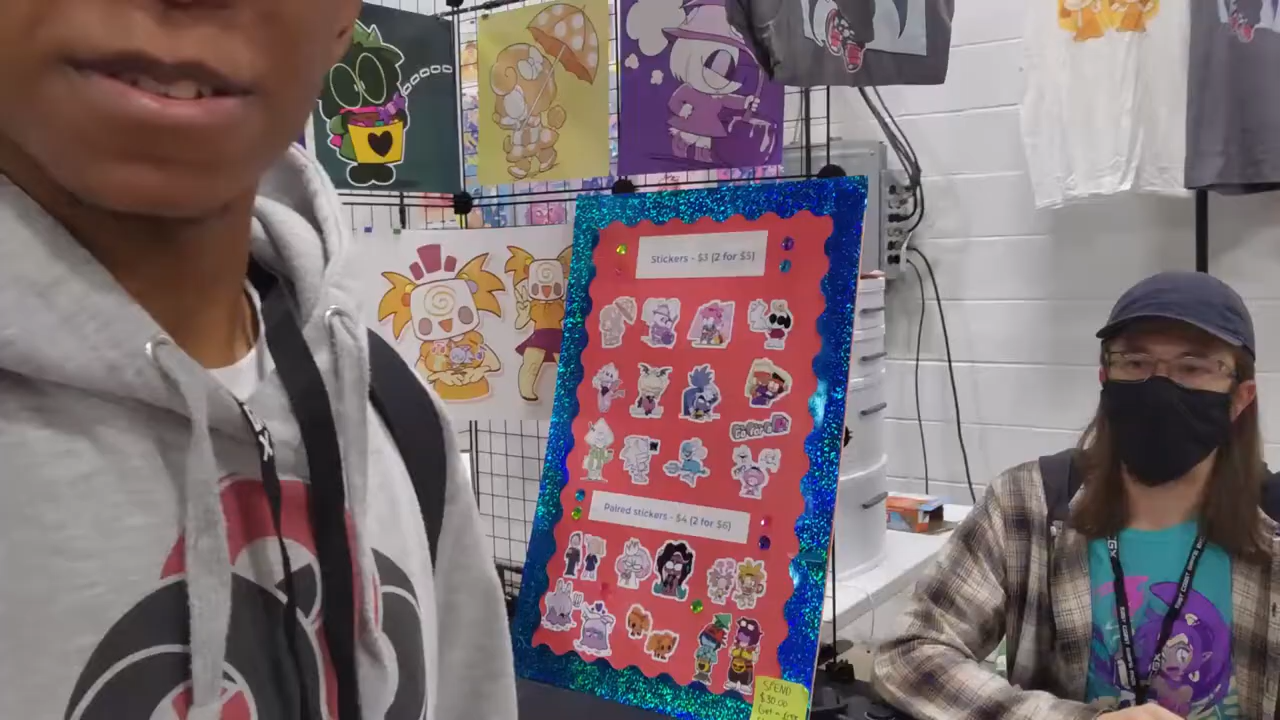 Stickers - $3 (2 for $5)
Paired stickers - $4 (2 for $6)
SPEND
$30.00